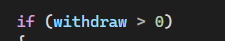 if (withdraw > 0)
{